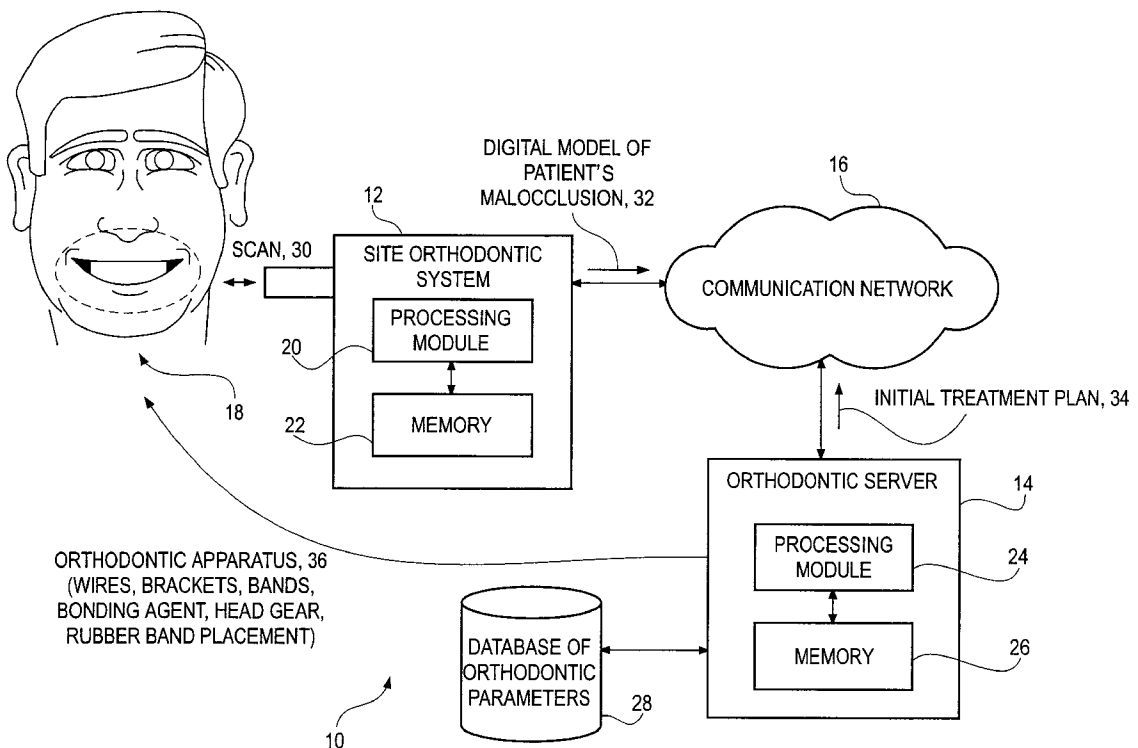 DIGITAL MODEL OF
PATIENT'S
MALOCCLUSION, 32
16
12
SCAN, 30
SITE ORTHODONTIC
SYSTEM
COMMUNICATION NETWORK
PROCESSING
MODULE
20
18
MEMORY
22
INITIAL TREATMENT PLAN, 34
ORTHODONTIC SERVER
14
ORTHODONTIC APPARATUS, 36
(WIRES, BRACKETS, BANDS,
BONDING AGENT, HEAD GEAR,
RUBBER BAND PLACEMENT)
PROCESSING
MODULE
24
DATABASE OF
ORTHODONTIC
PARAMETERS
MEMORY
26
28
10